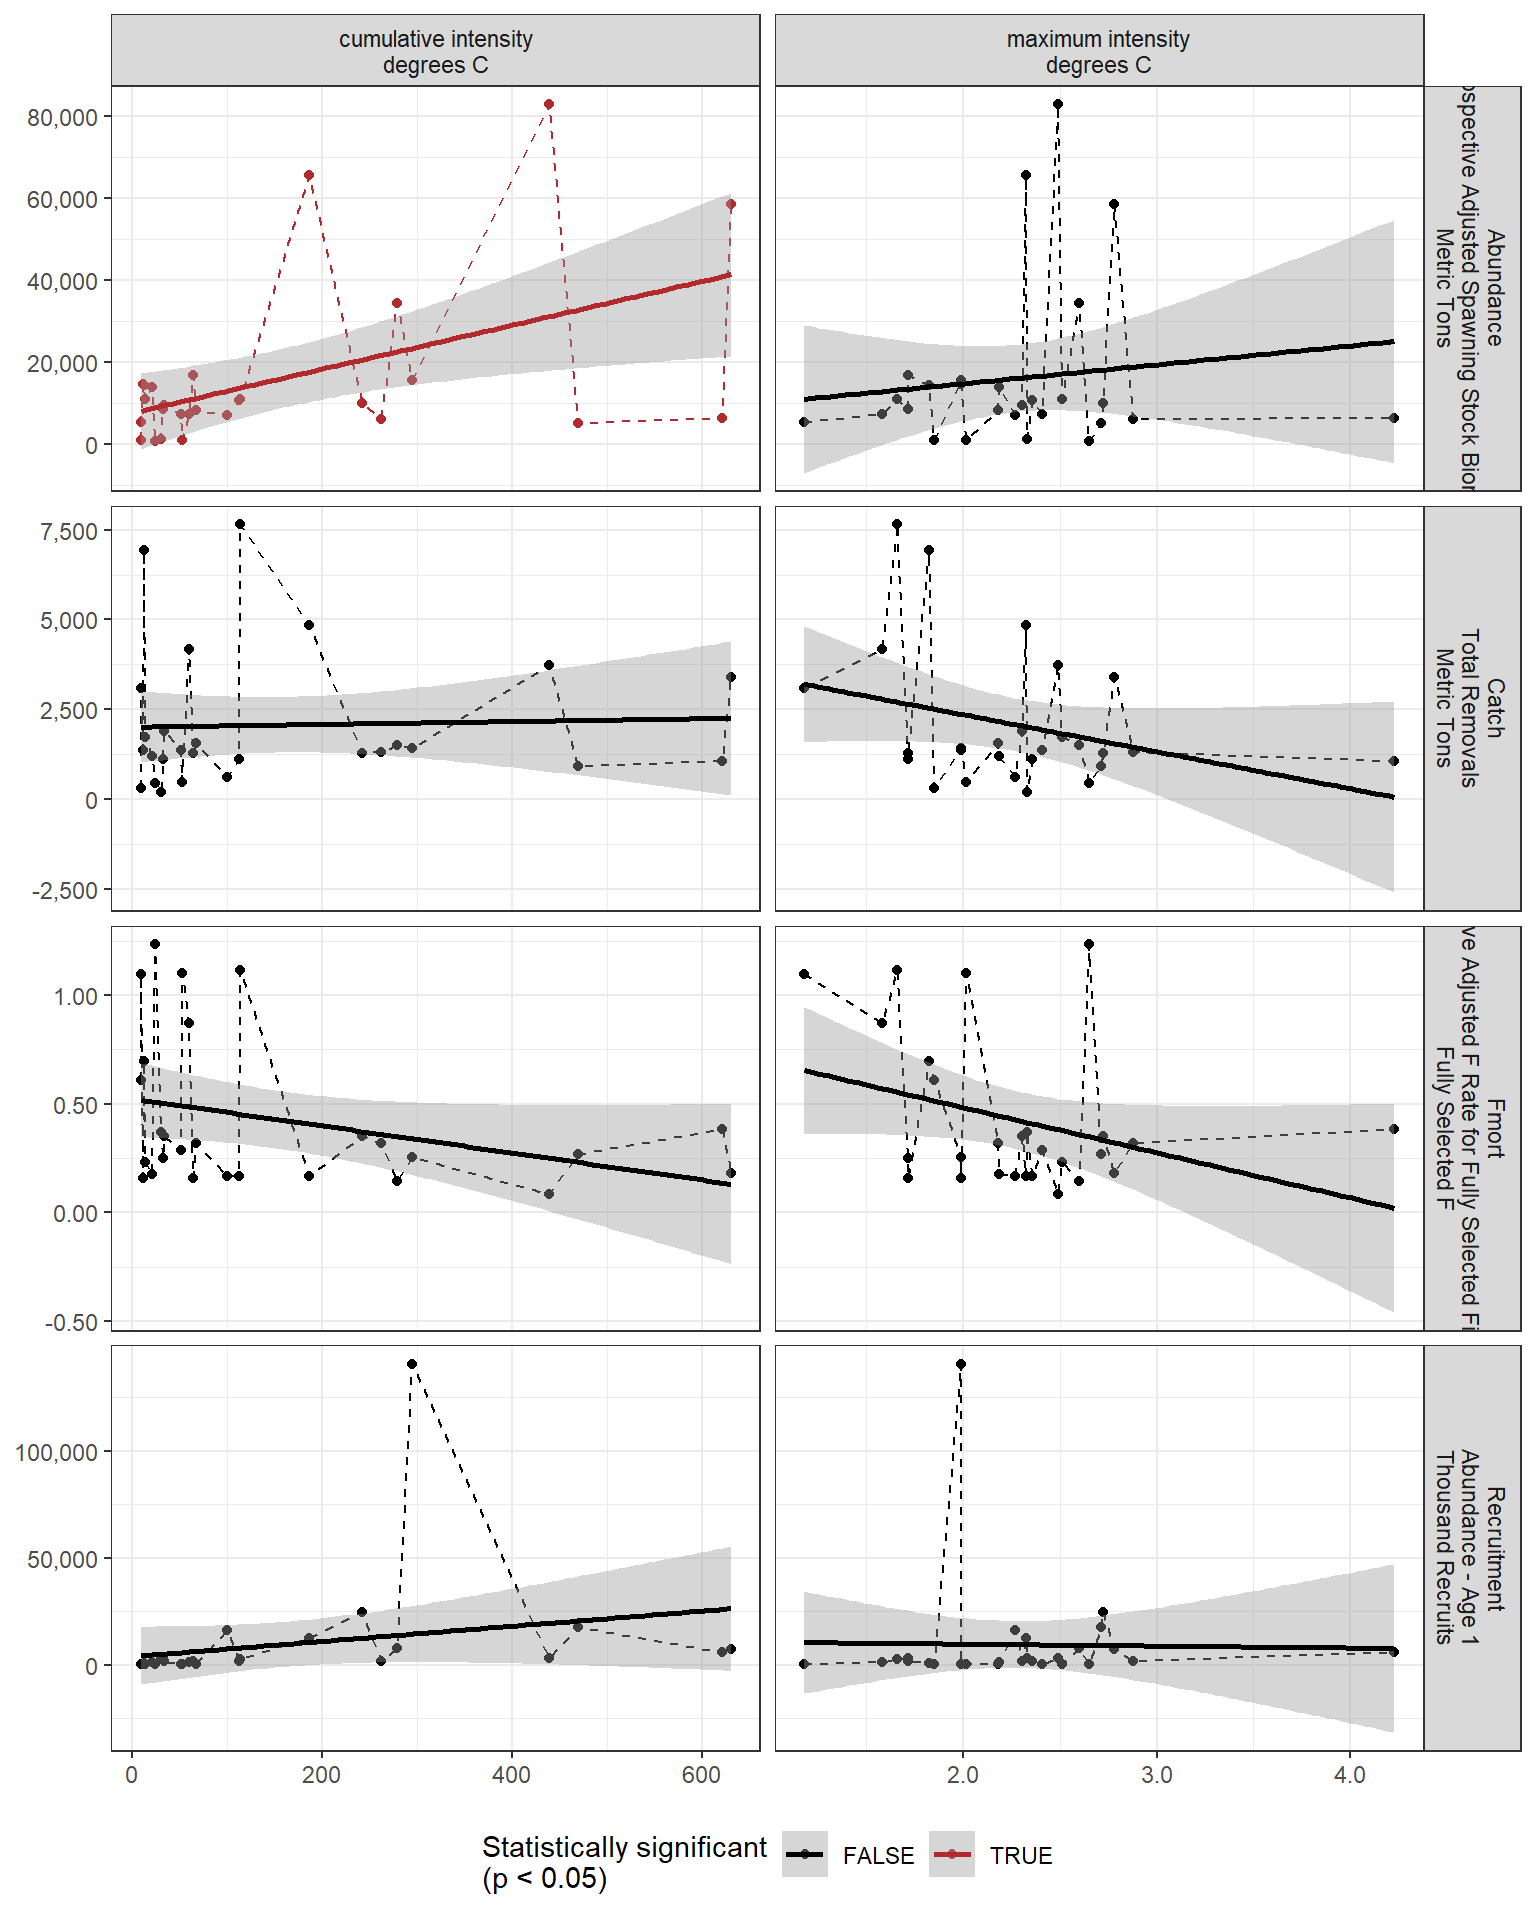 cumulative intensity
degrees C
maximum intensity
degrees C
80,000
60,000
40,000
20,000
0
Abundance
Adjusted Spawning Stock
Metric Tons
7,500
5,000
2,500
0
-2,500
Catch
Total Removals
Metric Tons
1.00
0.50
0.00
-0.50
Fmort
Adjusted F Rate for Fully Selected
Fully Selected F
100,000
50,000
0
Recruitment
Abundance - Age 1
Thousand Recruits
0
200
400
600
2.0
3.0
4.0
Statistically significant
(p < 0.05)
FALSE
TRUE